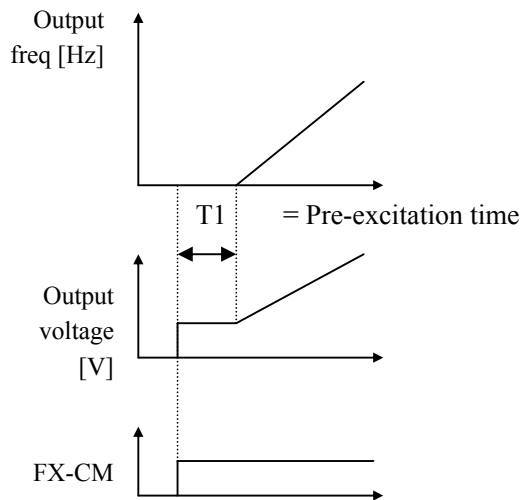 Output
freq [Hz]
T1 = Pre-excitation time
Output
voltage
[V]
FX-CM